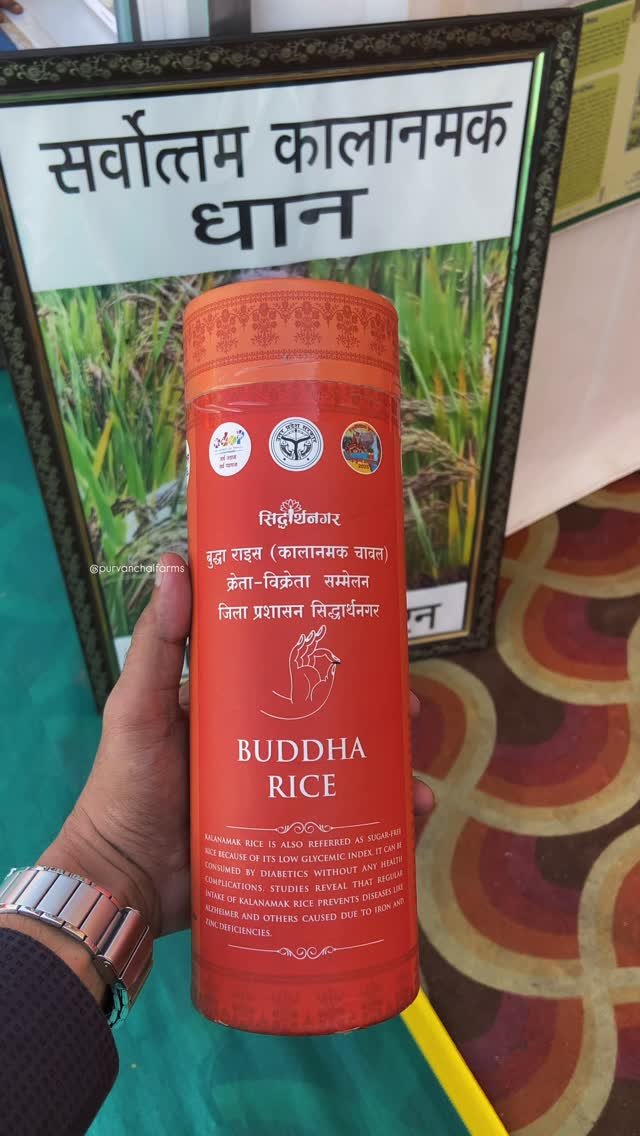 सर्वोत्तम कालानमक
धान
सिद्धार्थनगर
बुद्धा राइस (कालानमक चावल)
@purvanchalfarms
क्रेता-विक्रेता सम्मेलन
जिला प्रशासन सिद्धार्थनगर
BUDDHA
RICE
KALANAMAK RICE IS ALSO REFERRED AS SUGAR-FREE
RICE BECAUSE OF ITS LOW GLYCEMIC INDEX. IT CAN BE
CONSUMED BY DIABETICS WITHOUT ANY HEALTH
COMPLICATIONS. STUDIES REVEAL THAT REGULAR
INTAKE OF KALANAMAK RICE PREVENTS DISEASES LIKE
ALZHEIMER AND OTHERS CAUSED DUE TO IRON AND
ZINC DEFICIENCIES.